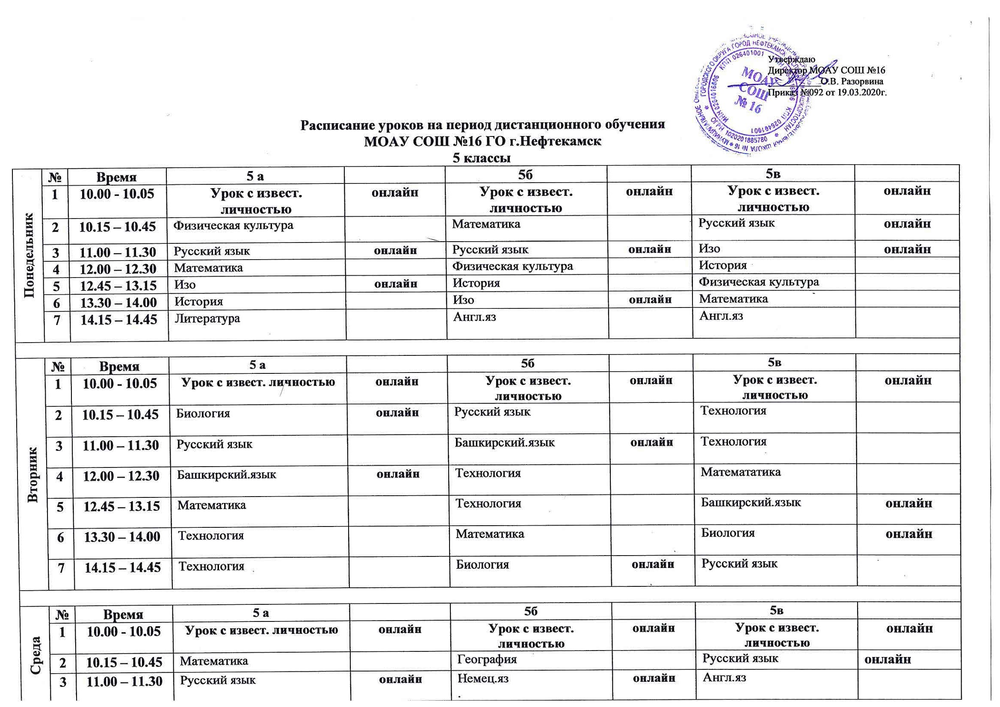 Утверждаю
Директор МОАУ СОШ №16
О.В. Разорвина
Приказ №092 от 19.03.2020г.
МОАУ
СОШ
№ 16
ГОРОДСКОГО ОКРУГА ГОРОД НЕФТЕКАМСК
КПП 026401001
ИНН 0264016606
ОГРН 1020201885780
Расписание уроков на период дистанционного обучения
МОАУ СОШ №16 ГО г.Нефтекамск
5 классы
Понедельник
№ Время 5 а 5б 5в
1 10.00 - 10.05 Урок с извест. онлайн Урок с извест. онлайн Урок с извест. онлайн
личностью личностью личностью
2 10.15 – 10.45 Физическая культура Математика Русский язык онлайн
3 11.00 – 11.30 Русский язык онлайн Русский язык онлайн Изо онлайн
4 12.00 – 12.30 Математика Физическая культура История
5 12.45 – 13.15 Изо онлайн История Физическая культура
6 13.30 – 14.00 История Изо онлайн Математика
7 14.15 – 14.45 Литература Англ.яз Англ.яз
Вторник
№ Время 5 а 5б 5в
1 10.00 - 10.05 Урок с извест. личностью онлайн Урок с извест. онлайн Урок с извест. онлайн
личностью личностью
2 10.15 – 10.45 Биология онлайн Русский язык Технология
3 11.00 – 11.30 Русский язык Башкирский.язык онлайн Технология
4 12.00 – 12.30 Башкирский.язык онлайн Технология Математатика
5 12.45 – 13.15 Математика Технология Башкирский.язык онлайн
6 13.30 – 14.00 Технология Математика Биология онлайн
7 14.15 – 14.45 Технология Биология онлайн Русский язык
Среда
№ Время 5 а 5б 5в
1 10.00 - 10.05 Урок с извест. личностью онлайн Урок с извест. онлайн Урок с извест. онлайн
личностью личностью
2 10.15 – 10.45 Математика География Русский язык онлайн
3 11.00 – 11.30 Русский язык онлайн Немец.яз онлайн Англ.яз